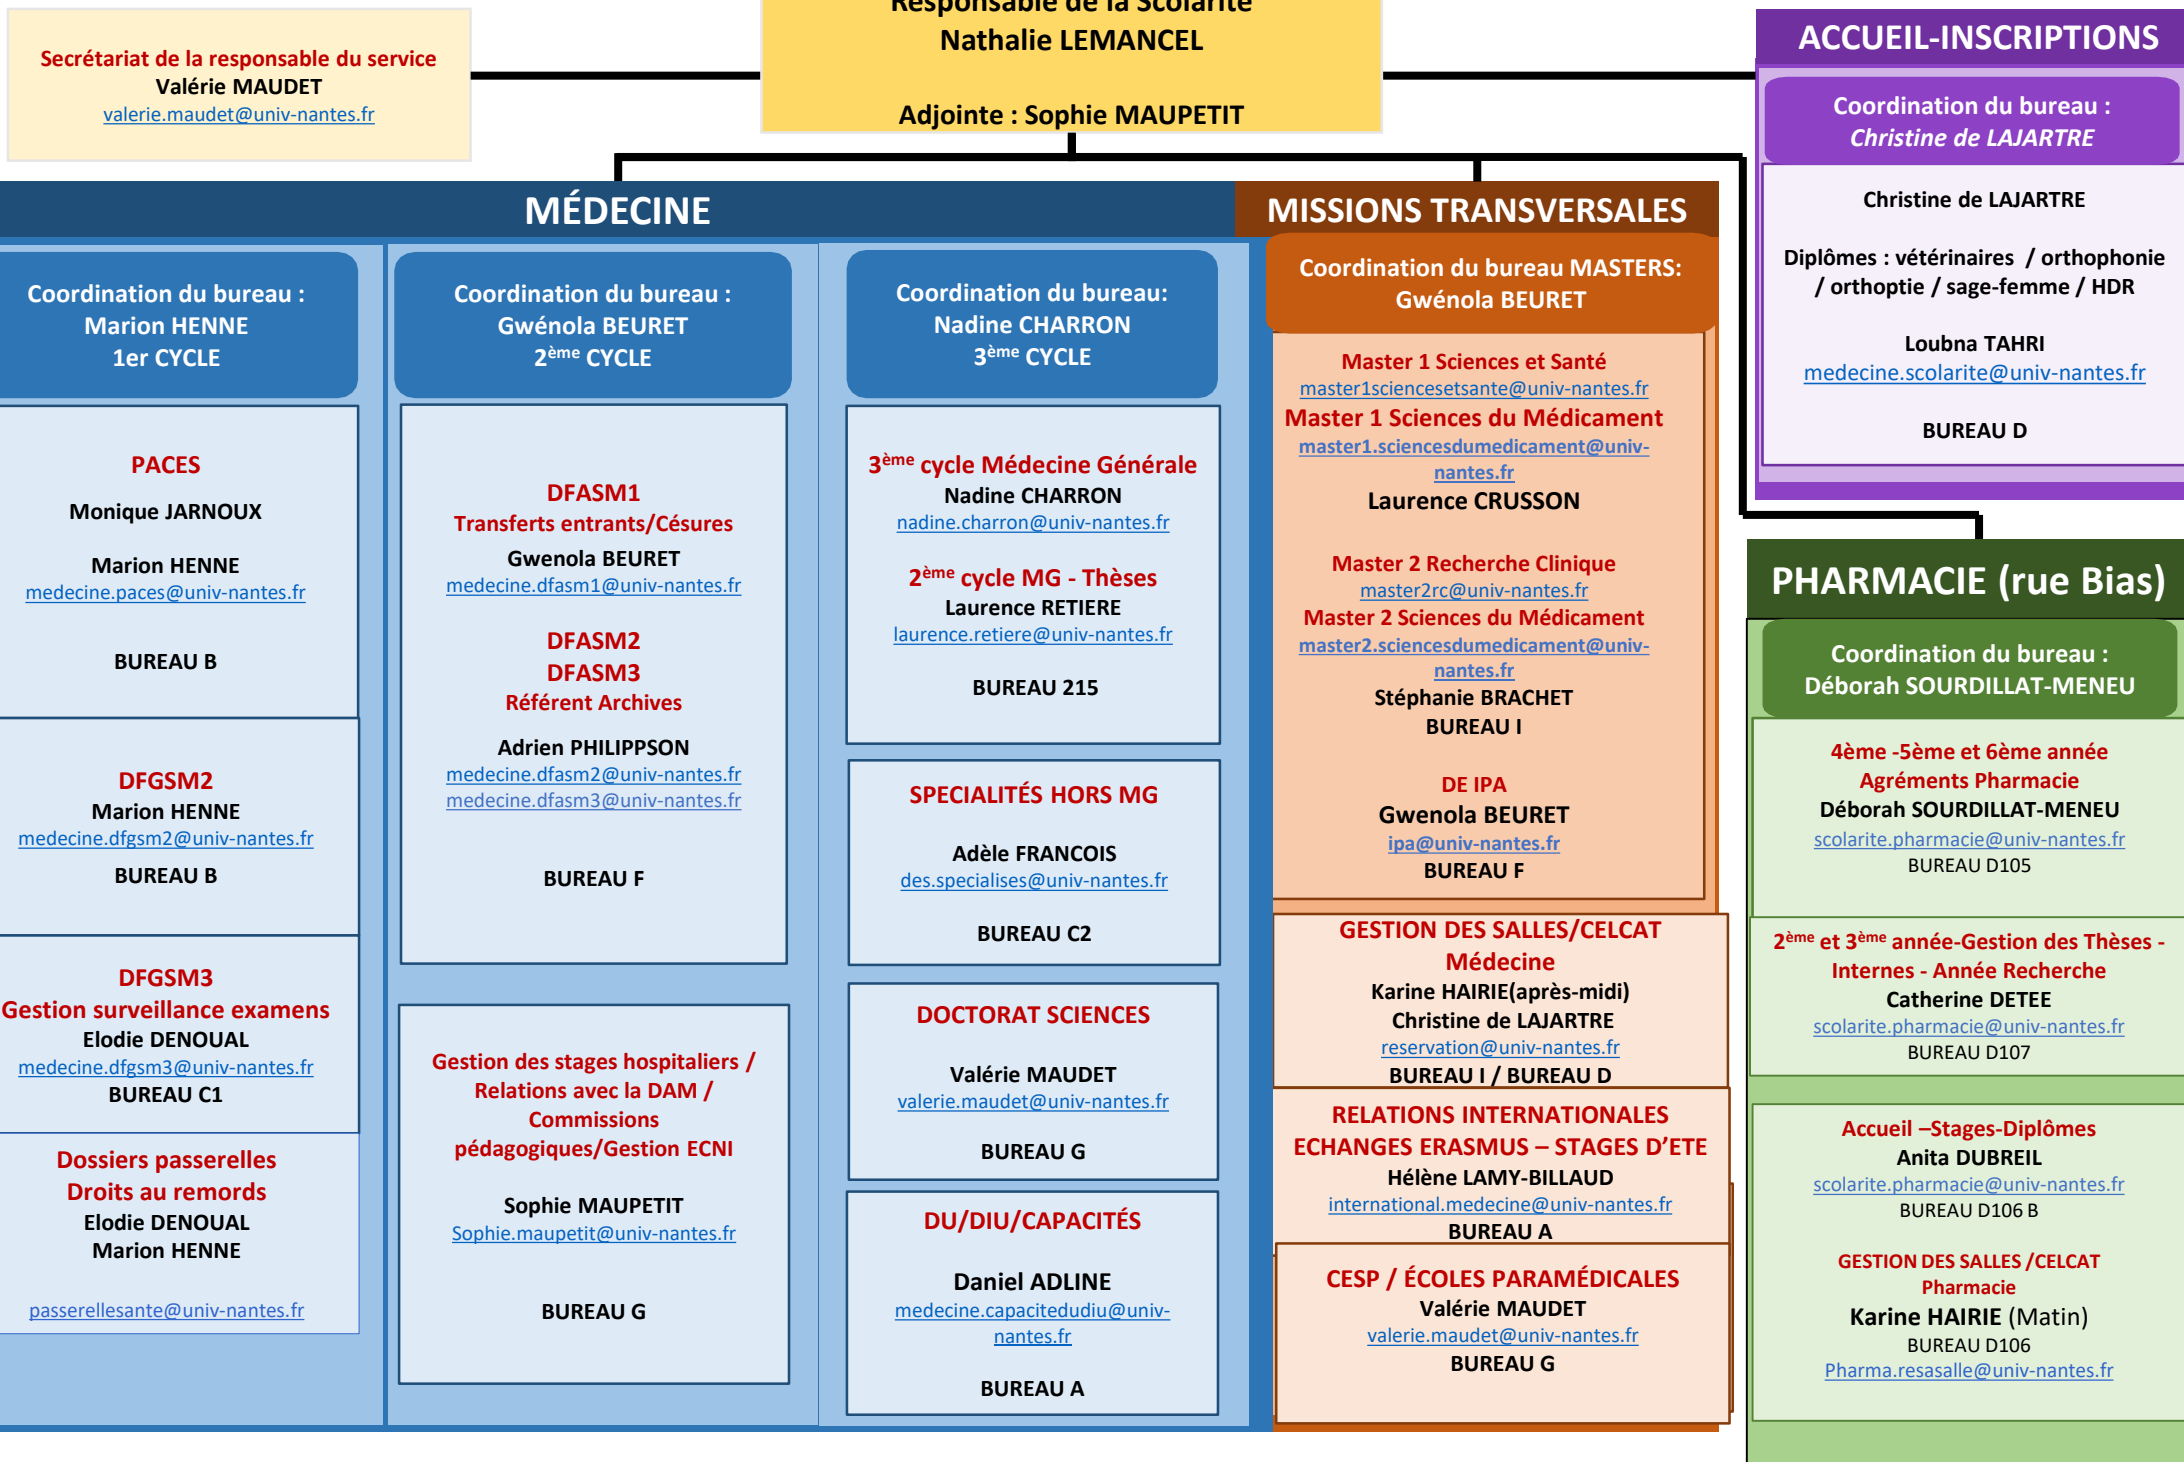 Responsable de la Scolarité
Nathalie LEMANCEL
Adjointe : Sophie MAUPETIT
Secrétariat de la responsable du service
Valérie MAUDET
valerie.maudet@univ-nantes.fr
ACCUEIL-INSCRIPTIONS
Coordination du bureau :
Christine de LAJARTRE
Christine de LAJARTRE
Diplômes : vétérinaires / orthophonie
/ orthoptie / sage-femme / HDR
Loubna TAHRI
medecine.scolarite@univ-nantes.fr
BUREAU D
MÉDECINE
Coordination du bureau :
Marion HENNE
1er CYCLE
PACES
Monique JARNOUX
Marion HENNE
medecine.paces@univ-nantes.fr
BUREAU B
DFGSM2
Marion HENNE
medecine.dfgsm2@univ-nantes.fr
BUREAU B
DFGSM3
Gestion surveillance examens
Elodie DENOUAL
medecine.dfgsm3@univ-nantes.fr
BUREAU C1
Dossiers passerelles
Droits au remords
Elodie DENOUAL
Marion HENNE
passerellesante@univ-nantes.fr
Coordination du bureau :
Gwénola BEURET
2ème CYCLE
DFASM1
Transferts entrants/Césures
Gwenola BEURET
medecine.dfasm1@univ-nantes.fr
DFASM2
DFASM3
Référent Archives
Adrien PHILIPPSON
medecine.dfasm2@univ-nantes.fr
medecine.dfasm3@univ-nantes.fr
BUREAU F
Gestion des stages hospitaliers /
Relations avec la DAM /
Commissions
pédagogiques/Gestion ECNI
Sophie MAUPETIT
Sophie.maupetit@univ-nantes.fr
BUREAU G
Coordination du bureau:
Nadine CHARRON
3ème CYCLE
3ème cycle Médecine Générale
Nadine CHARRON
nadine.charron@univ-nantes.fr
2ème cycle MG - Thèses
Laurence RETIERE
laurence.retiere@univ-nantes.fr
BUREAU 215
SPECIALITÉS HORS MG
Adèle FRANCOIS
des.specialises@univ-nantes.fr
BUREAU C2
DOCTORAT SCIENCES
Valérie MAUDET
valerie.maudet@univ-nantes.fr
BUREAU G
DU/DIU/CAPACITÉS
Daniel ADLINE
medecine.capacitedudiu@univ-
nantes.fr
BUREAU A
MISSIONS TRANSVERSALES
Coordination du bureau MASTERS:
Gwénola BEURET
Master 1 Sciences et Santé
master1sciencesetsante@univ-nantes.fr
Master 1 Sciences du Médicament
master1.sciencesdumedicament@univ-
nantes.fr
Laurence CRUSSON
Master 2 Recherche Clinique
master2rc@univ-nantes.fr
Master 2 Sciences du Médicament
master2.sciencesdumedicament@univ-
nantes.fr
Stéphanie BRACHET
BUREAU I
DE IPA
Gwenola BEURET
ipa@univ-nantes.fr
BUREAU F
GESTION DES SALLES/CELCAT
Médecine
Karine HAIRIE(après-midi)
Christine de LAJARTRE
reservation@univ-nantes.fr
BUREAU I / BUREAU D
RELATIONS INTERNATIONALES
ECHANGES ERASMUS – STAGES D’ETE
Hélène LAMY-BILLAUD
international.medecine@univ-nantes.fr
BUREAU A
CESP / ÉCOLES PARAMÉDICALES
Valérie MAUDET
valerie.maudet@univ-nantes.fr
BUREAU G
PHARMACIE (rue Bias)
Coordination du bureau :
Déborah SOURDILLAT-MENEU
4ème -5ème et 6ème année
Agréments Pharmacie
Déborah SOURDILLAT-MENEU
scolarite.pharmacie@univ-nantes.fr
BUREAU D105
2ème et 3ème année-Gestion des Thèses -
Internes - Année Recherche
Catherine DETEE
scolarite.pharmacie@univ-nantes.fr
BUREAU D107
Accueil –Stages-Diplômes
Anita DUBREIL
scolarite.pharmacie@univ-nantes.fr
BUREAU D106 B
GESTION DES SALLES /CELCAT
Pharmacie
Karine HAIRIE (Matin)
BUREAU D106
Pharma.resasalle@univ-nantes.fr